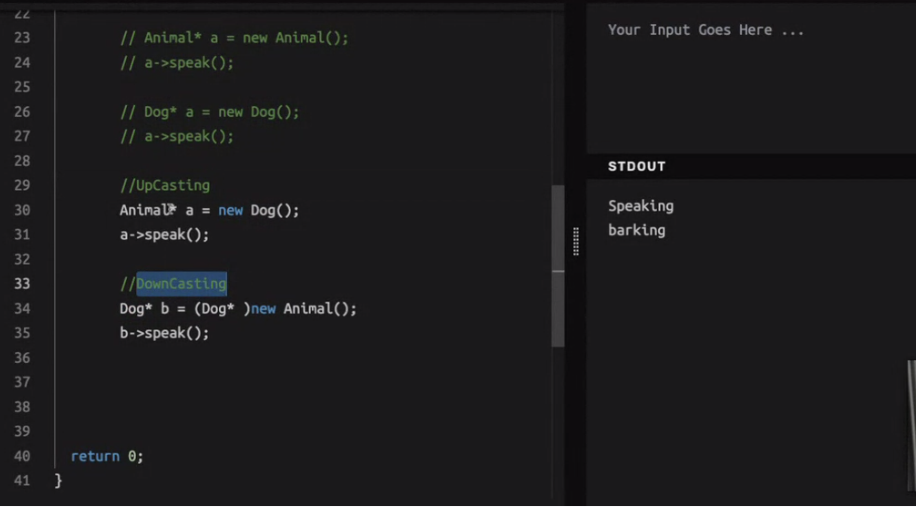 22
23 // Animal* a = new Animal();
24 // a->speak();
25
26 // Dog* a = new Dog();
27 // a->speak();
28
29 //UpCasting
30 Animal* a = new Dog();
31 a->speak();
32
33 //DownCasting
34 Dog* b = (Dog* )new Animal();
35 b->speak();
36
37
38
39
40 return 0;
41 }
Your Input Goes Here ...
STDOUT
Speaking
barking